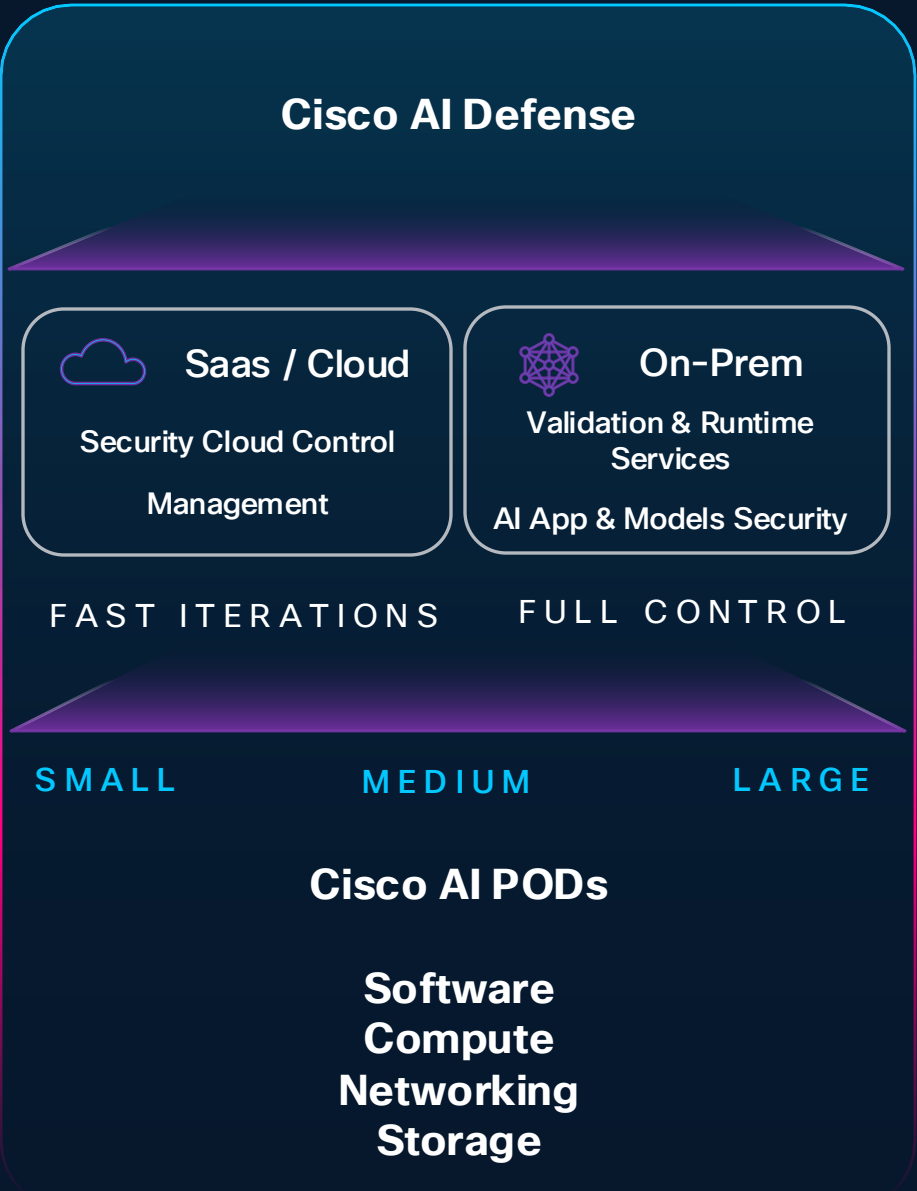 Cisco AI Defense
Saas / Cloud
Security Cloud Control
Management
On-Prem
Validation & Runtime
Services
AI App & Models Security
FAST ITERATIONS
FULL CONTROL
SMALL
MEDIUM
LARGE
Cisco AI PODs
Software
Compute
Networking
Storage